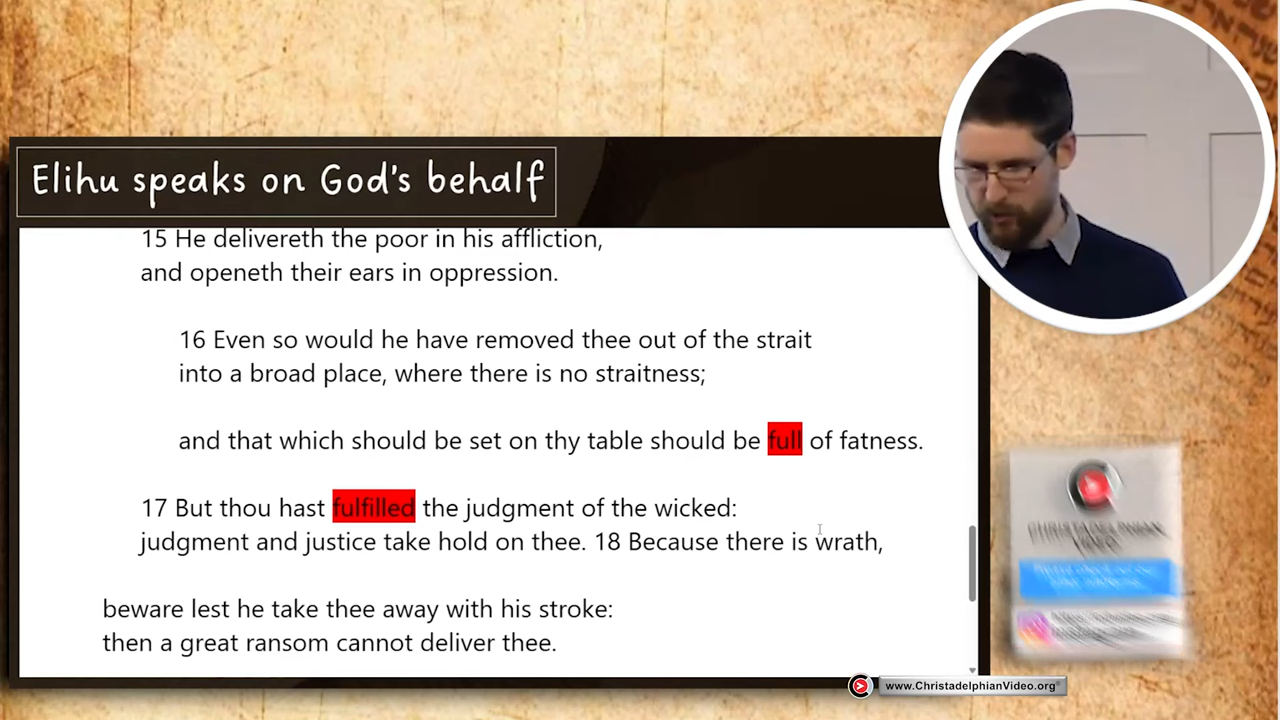 Elihu speaks on God's behalf
15 He delivereth the poor in his affliction,
and openeth their ears in oppression.
16 Even so would he have removed thee out of the strait
into a broad place, where there is no straitness;
and that which should be set on thy table should be full of fatness.
17 But thou hast fulfilled the judgment of the wicked:
judgment and justice take hold on thee. 18 Because there is wrath,
beware lest he take thee away with his stroke:
then a great ransom cannot deliver thee.
www.ChristadelphianVideo.org